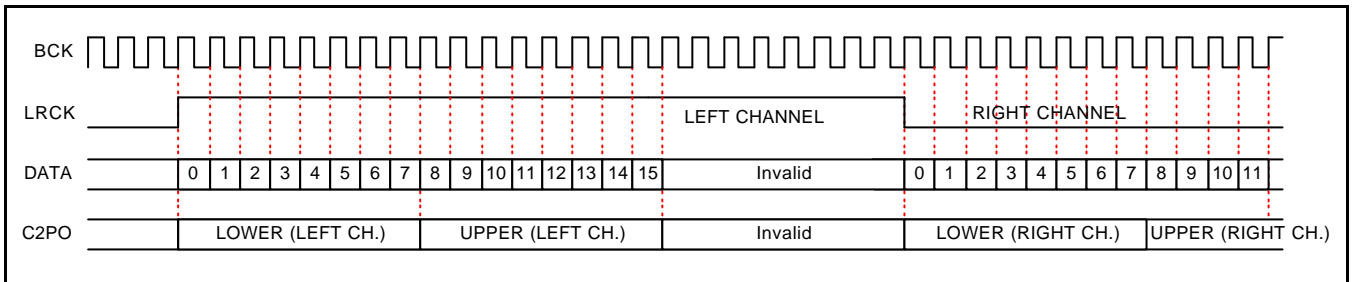 BCK
LRCK LEFT CHANNEL RIGHT CHANNEL
DATA 0 1 2 3 4 5 6 7 8 9 10 11 12 13 14 15 Invalid 0 1 2 3 4 5 6 7 8 9 10 11
C2PO LOWER (LEFT CH.) UPPER (LEFT CH.) Invalid LOWER (RIGHT CH.) UPPER (RIGHT CH.)